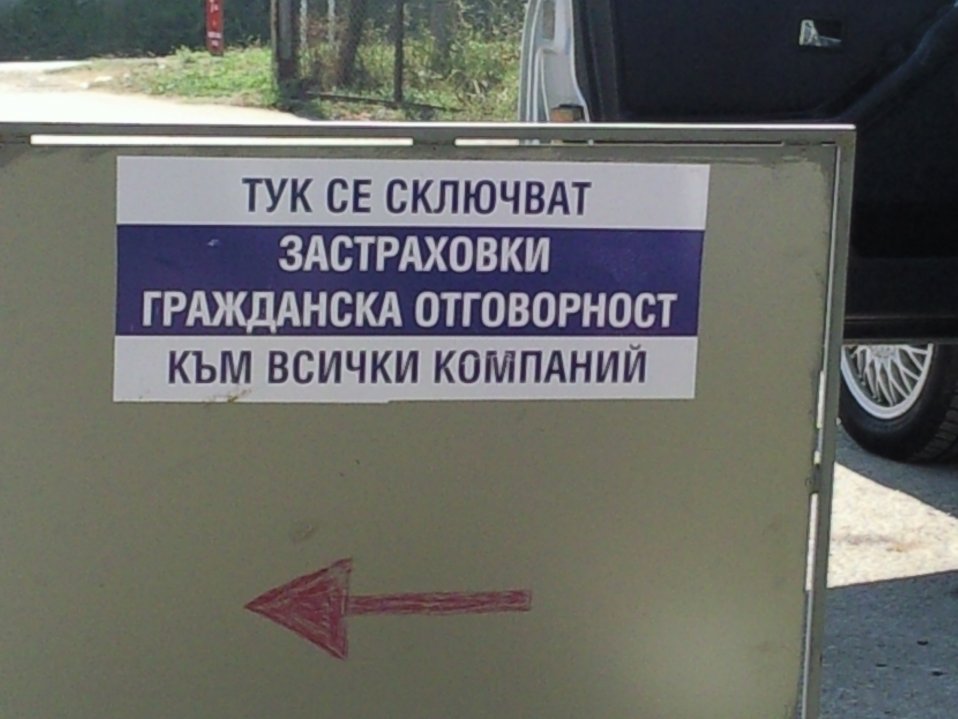 ТУК СЕ СКЛЮЧВАТ
ЗАСТРАХОВКИ
ГРАЖДАНСКА ОТГОВОРНОСТ
КЪМ ВСИЧКИ КОМПАНИЙ